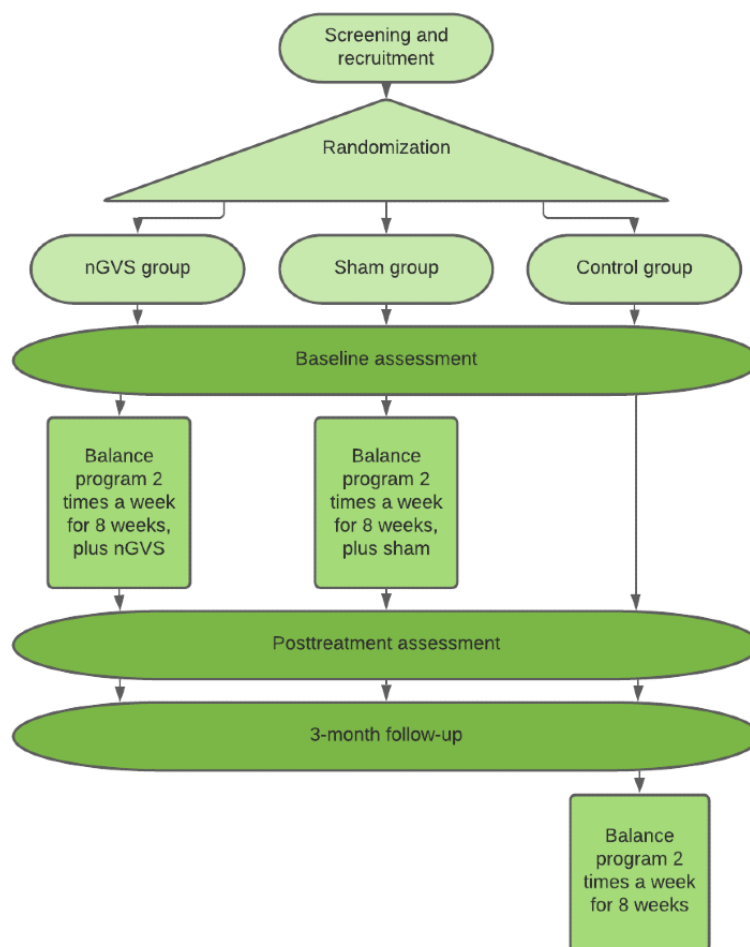 Screening and
recruitment
Randomization
nGVS group
Sham group
Control group
Baseline assessment
Balance
program 2
times a week
for 8 weeks,
plus nGVS
Balance
program 2
times a week
for 8 weeks,
plus sham
Posttreatment assessment
3-month follow-up
Balance
program 2
times a week
for 8 weeks